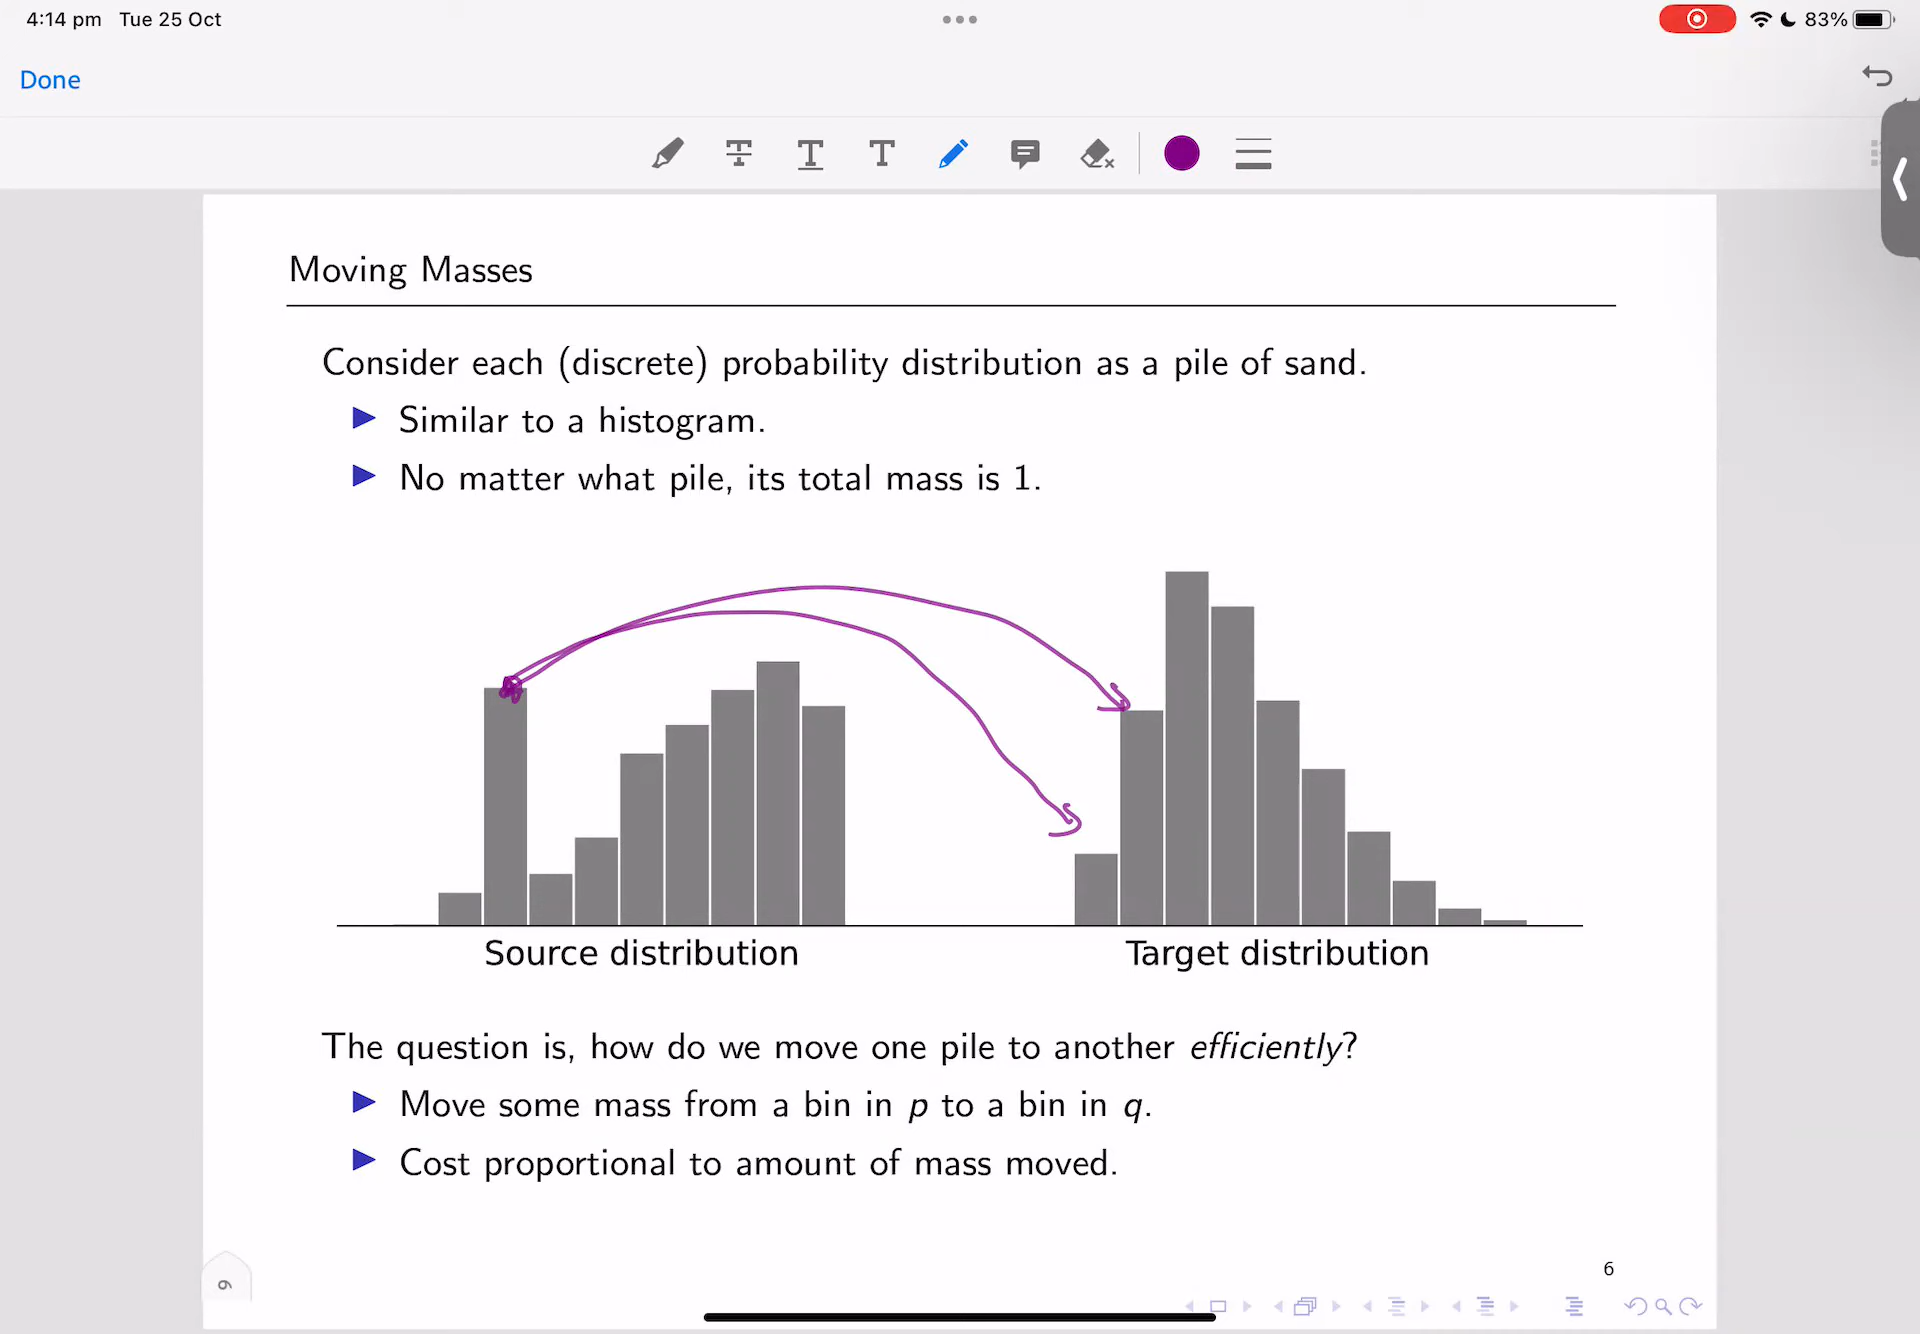 4:14 pm Tue 25 Oct
83%
Done
Moving Masses
Consider each (discrete) probability distribution as a pile of sand.
▶ Similar to a histogram.
▶ No matter what pile, its total mass is 1.
Source distribution
Target distribution
The question is, how do we move one pile to another efficiently?
▶ Move some mass from a bin in p to a bin in q.
▶ Cost proportional to amount of mass moved.
6
6